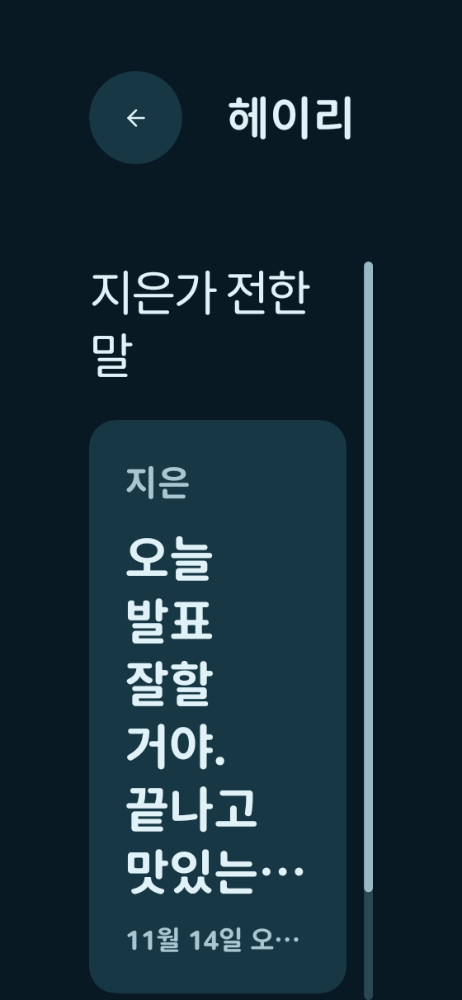 헤이리
지은가 전한
말
지은
오늘
발표
잘할
거야.
끝나고
맛있는…
11월 14일 오…